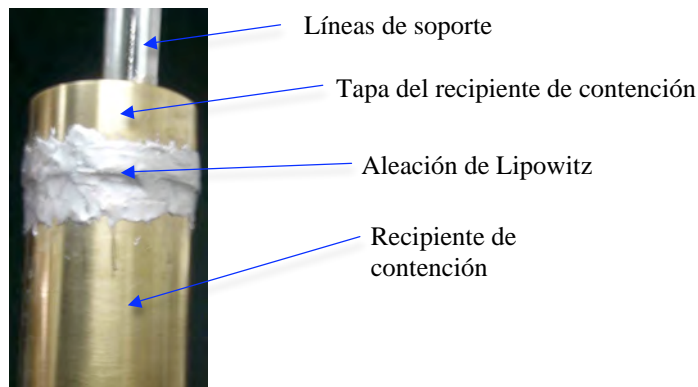 Líneas de soporte
Tapa del recipiente de contención
Aleación de Lipowitz
Recipiente de
contención